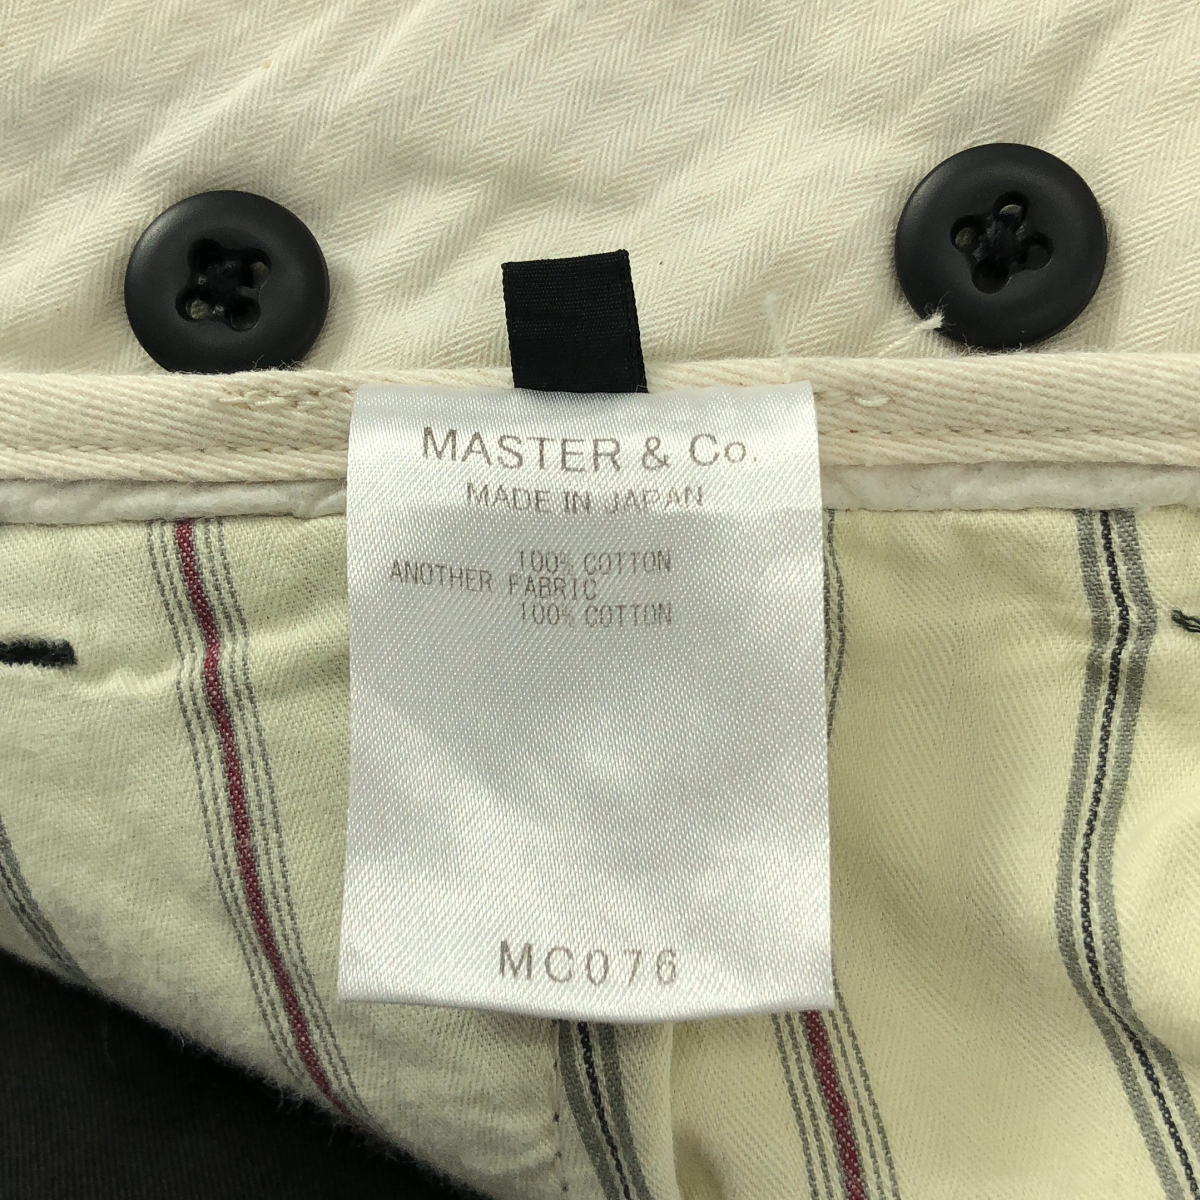 MASTER & Co.
MADE IN JAPAN
100% COTTON
ANOTHER FABRIC
100% COTTON
MC076